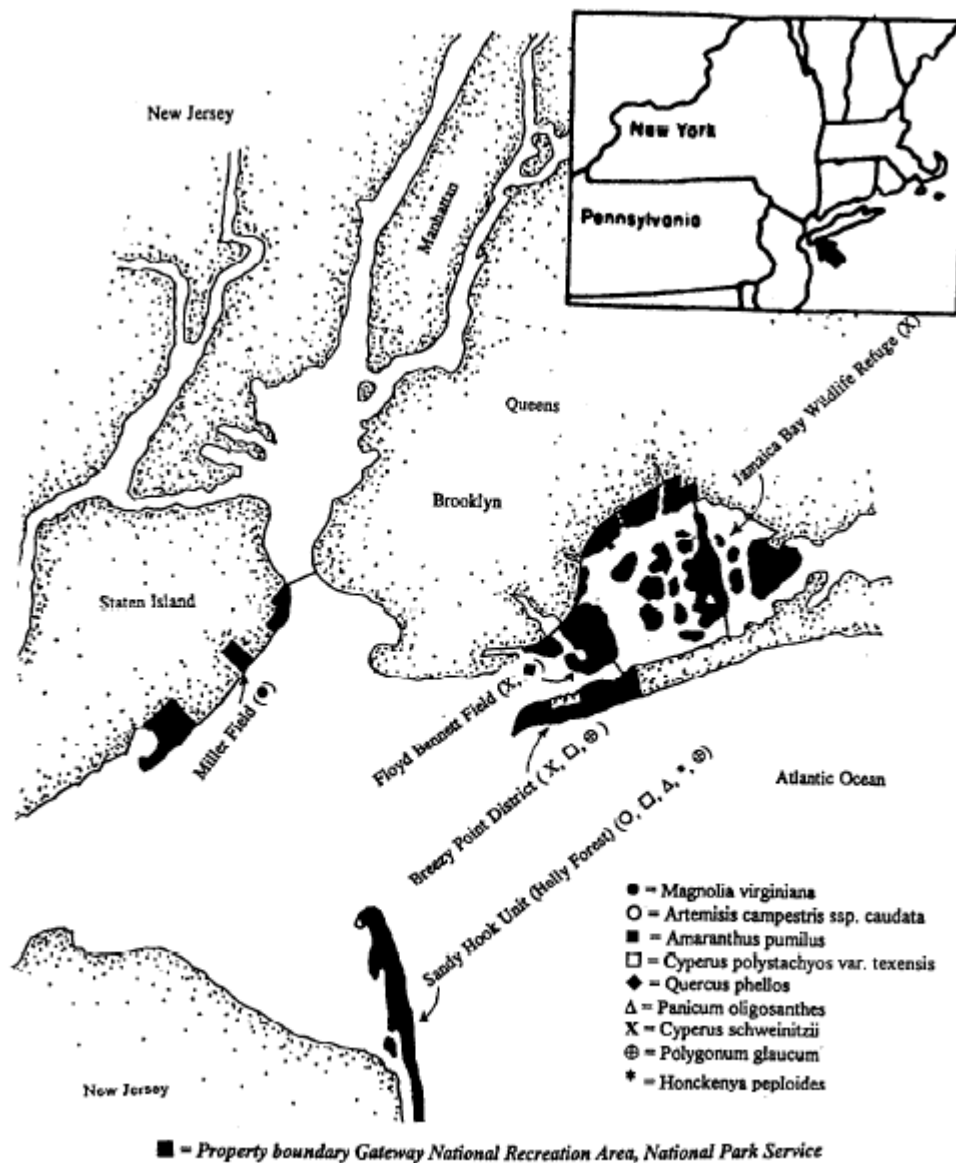 New Jersey
Manhattan
New York
Pennsylvania
Queens
Jamaica Bay Wildlife Refuge (X)
Brooklyn
Staten Island
Miller Field (●)
Floyd Bennett Field (X, ■)
Breezy Point District (X, □, ⊕)
Atlantic Ocean
Sandy Hook Unit (Holly Forest) (○, □, Δ, *, ⊕)
● = Magnolia virginiana
○ = Artemisis campestris ssp. caudata
■ = Amaranthus pumilus
□ = Cyperus polystachyos var. texensis
◆ = Quercus phellos
Δ = Panicum oligosanthes
X = Cyperus schweinitzii
⊕ = Polygonum glaucum
* = Honckenya peploides
New Jersey
■ = Property boundary Gateway National Recreation Area, National Park Service